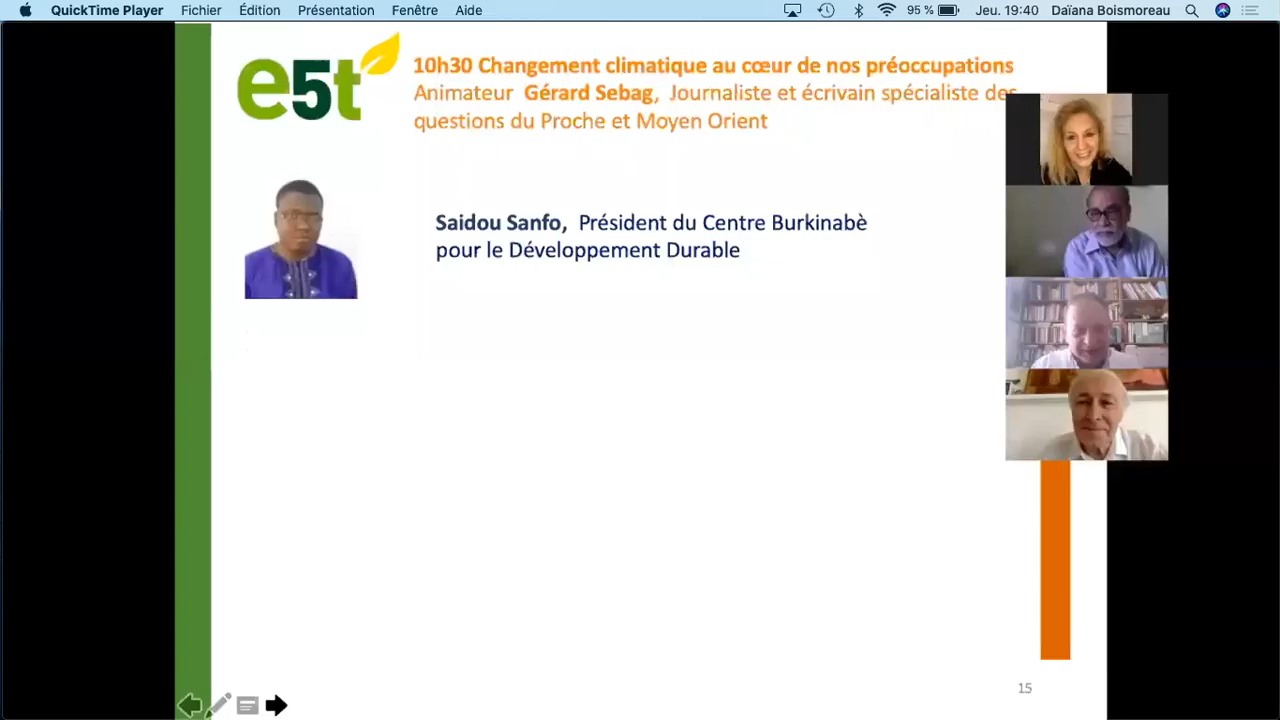 QuickTime Player Fichier Édition Présentation Fenêtre Aide 95 % Jeu. 19:40 Daïana Boismoreau
e5t
10h30 Changement climatique au cœur de nos préoccupations
Animateur Gérard Sebag, Journaliste et écrivain spécialiste des
questions du Proche et Moyen Orient
Saidou Sanfo, Président du Centre Burkinabè
pour le Développement Durable
15